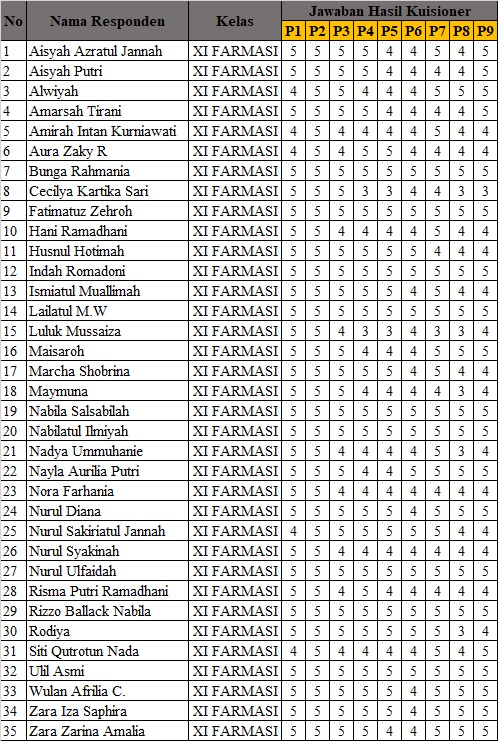 No Nama Responden Kelas Jawaban Hasil Kuisioner
P1 P2 P3 P4 P5 P6 P7 P8 P9
1 Aisyah Azratul Jannah XI FARMASI 5 5 5 5 4 4 5 4 5
2 Aisyah Putri XI FARMASI 5 5 5 5 4 4 4 4 5
3 Alwiyah XI FARMASI 4 5 5 4 4 4 5 5 5
4 Amarsah Tirani XI FARMASI 5 5 5 5 4 4 4 4 5
5 Amirah Intan Kurniawati XI FARMASI 4 5 4 4 4 4 5 4 4
6 Aura Zaky R XI FARMASI 4 5 4 5 5 4 4 4 4
7 Bunga Rahmania XI FARMASI 5 5 5 5 5 5 5 5 5
8 Cecilya Kartika Sari XI FARMASI 5 5 5 3 3 4 4 3 3
9 Fatimatuz Zehroh XI FARMASI 5 5 5 5 5 5 5 5 5
10 Hani Ramadhani XI FARMASI 5 5 4 4 4 4 5 4 4
11 Husnul Hotimah XI FARMASI 5 5 5 5 5 5 4 4 4
12 Indah Romadoni XI FARMASI 5 5 5 5 5 5 5 5 5
13 Ismiatul Muallimah XI FARMASI 5 5 5 5 5 4 5 4 4
14 Lailatul M.W XI FARMASI 5 5 5 5 5 5 5 5 5
15 Luluk Mussaiza XI FARMASI 5 5 4 3 3 4 3 3 4
16 Maisaroh XI FARMASI 5 5 5 4 4 4 5 5 5
17 Marcha Shobrina XI FARMASI 5 5 5 5 5 4 5 4 5
18 Maymuna XI FARMASI 5 5 5 4 4 4 4 3 4
19 Nabila Salsabilah XI FARMASI 5 5 5 5 5 5 5 5 5
20 Nabilatul Ilmiyah XI FARMASI 5 5 5 5 5 5 5 5 5
21 Nadya Ummuhanie XI FARMASI 5 5 4 4 4 4 5 3 4
22 Nayla Aurilia Putri XI FARMASI 5 5 5 4 4 5 5 5 5
23 Nora Farhania XI FARMASI 5 5 4 4 4 4 4 4 4
24 Nurul Diana XI FARMASI 5 5 5 5 5 4 5 5 5
25 Nurul Sakiriatul Jannah XI FARMASI 4 5 5 5 5 5 5 4 4
26 Nurul Syakinah XI FARMASI 5 5 4 4 4 4 4 4 4
27 Nurul Ulfaidah XI FARMASI 5 5 5 5 5 5 5 5 5
28 Risma Putri Ramadhani XI FARMASI 5 5 4 5 4 4 4 4 4
29 Rizzo Ballack Nabila XI FARMASI 5 5 5 5 5 5 5 5 5
30 Rodiya XI FARMASI 5 5 5 5 5 5 5 3 4
31 Siti Qutrotun Nada XI FARMASI 4 5 4 4 4 4 5 4 5
32 Ulil Asmi XI FARMASI 5 5 5 5 5 5 5 5 5
33 Wulan Afrilia C. XI FARMASI 5 5 5 5 5 4 5 5 5
34 Zara Iza Saphira XI FARMASI 5 5 5 5 5 4 5 5 5
35 Zara Zarina Amalia XI FARMASI 5 5 5 5 4 4 5 5 5